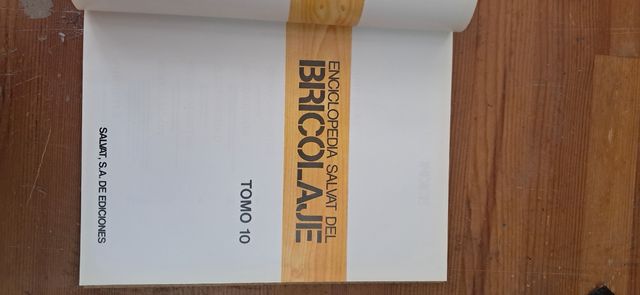 ENCICLOPEDIA SALVAT DEL
BRICOLAJE
TOMO 10
SALVAT, S.A. DE EDICIONES